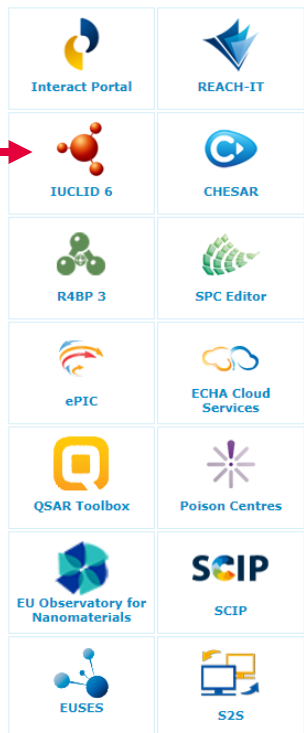 Interact Portal
REACH-IT
IUCLID 6
CHESAR
R4BP 3
SPC Editor
ePIC
ECHA Cloud
Services
QSAR Toolbox
Poison Centres
EU Observatory for
Nanomaterials
SCIP
SCIP
EUSES
S2S